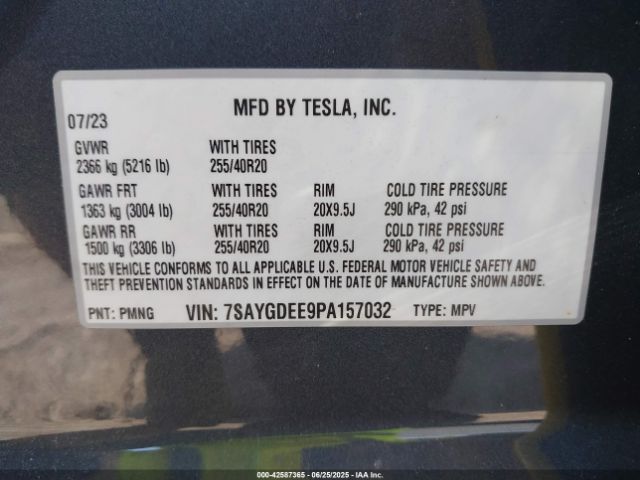 MFD BY TESLA, INC.
07/23
GVWR WITH TIRES
2366 kg (5216 lb) 255/40R20
GAWR FRT WITH TIRES RIM COLD TIRE PRESSURE
1363 kg (3004 lb) 255/40R20 20X9.5J 290 kPa, 42 psi
GAWR RR WITH TIRES RIM COLD TIRE PRESSURE
1500 kg (3306 lb) 255/40R20 20X9.5J 290 kPa, 42 psi
THIS VEHICLE CONFORMS TO ALL APPLICABLE U.S. FEDERAL MOTOR VEHICLE SAFETY AND
THEFT PREVENTION STANDARDS IN EFFECT ON THE DATE OF MANUFACTURE SHOWN ABOVE.
PNT: PMNG VIN: 7SAYGDEE9PA157032 TYPE: MPV
000-42587365 - 06/25/2025 - IAA Inc.